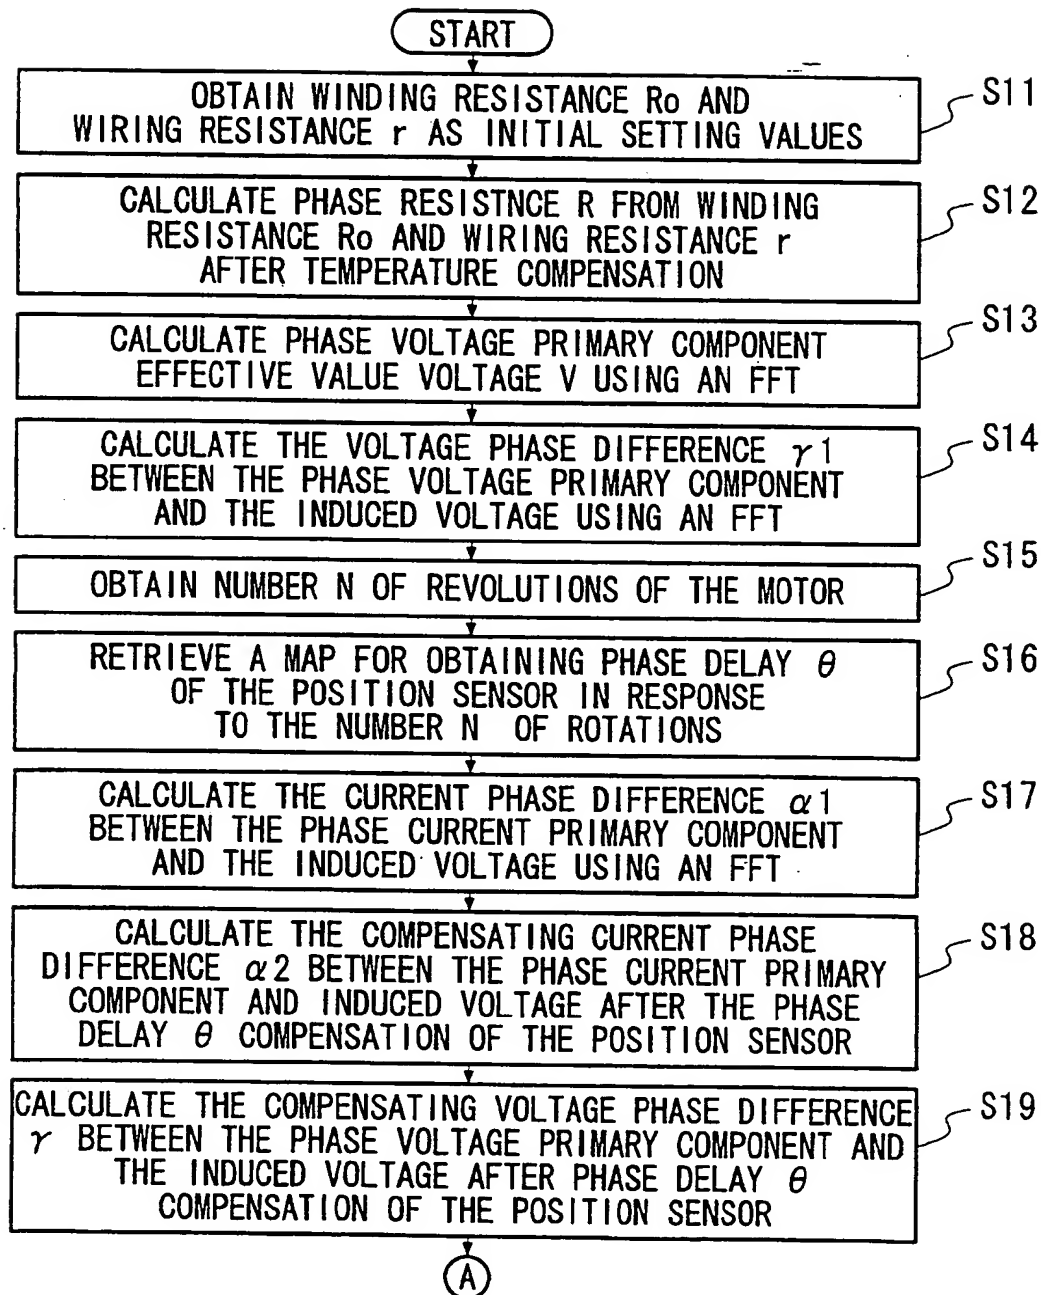 START
OBTAIN WINDING RESISTANCE Ro AND
WIRING RESISTANCE r AS INITIAL SETTING VALUES
S11
CALCULATE PHASE RESISTNCE R FROM WINDING
RESISTANCE Ro AND WIRING RESISTANCE r
AFTER TEMPERATURE COMPENSATION
S12
CALCULATE PHASE VOLTAGE PRIMARY COMPONENT
EFFECTIVE VALUE VOLTAGE V USING AN FFT
S13
CALCULATE THE VOLTAGE PHASE DIFFERENCE γ1
BETWEEN THE PHASE VOLTAGE PRIMARY COMPONENT
AND THE INDUCED VOLTAGE USING AN FFT
S14
OBTAIN NUMBER N OF REVOLUTIONS OF THE MOTOR
S15
RETRIEVE A MAP FOR OBTAINING PHASE DELAY θ
OF THE POSITION SENSOR IN RESPONSE
TO THE NUMBER N OF ROTATIONS
S16
CALCULATE THE CURRENT PHASE DIFFERENCE α1
BETWEEN THE PHASE CURRENT PRIMARY COMPONENT
AND THE INDUCED VOLTAGE USING AN FFT
S17
CALCULATE THE COMPENSATING CURRENT PHASE
DIFFERENCE α2 BETWEEN THE PHASE CURRENT PRIMARY
COMPONENT AND INDUCED VOLTAGE AFTER THE PHASE
DELAY θ COMPENSATION OF THE POSITION SENSOR
S18
CALCULATE THE COMPENSATING VOLTAGE PHASE DIFFERENCE
γ BETWEEN THE PHASE VOLTAGE PRIMARY COMPONENT AND
THE INDUCED VOLTAGE AFTER PHASE DELAY θ
COMPENSATION OF THE POSITION SENSOR
S19
A